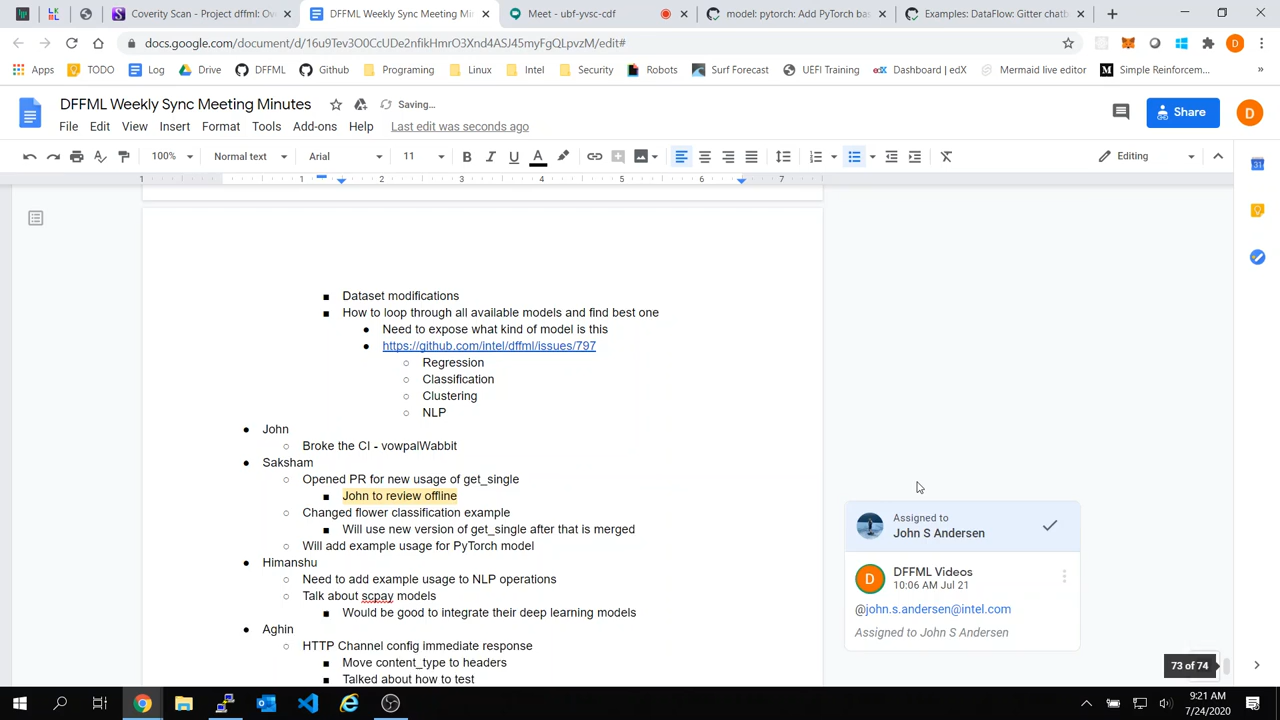 Coverity Scan - Project dffml: Ov
DFFML Weekly Sync Meeting Minut
Meet - ubf-yvsc-cdf
model: pytorch: Add PyTorch bas
Examples: DataFlow: Gitter chatb
docs.google.com/document/d/16u9Tev3O0CcUDe2nfikHmrO3Xnd4ASJ45myFgQLpvzM/edit#
Apps TODO Log Drive DFFML Github Programing Linux Intel Security Robots Surf Forecast UEFI Training Dashboard | edX Mermaid live editor Simple Reinforcem...
DFFML Weekly Sync Meeting Minutes Saving...
File Edit View Insert Format Tools Add-ons Help Last edit was seconds ago
Share
100% Normal text Arial 11 Editing
1 1 2 3 4 5 6 7
■ Dataset modifications
■ How to loop through all available models and find best one
● Need to expose what kind of model is this
● https://github.com/intel/dffml/issues/797
○ Regression
○ Classification
○ Clustering
○ NLP
● John
○ Broke the CI - vowpalWabbit
● Saksham
○ Opened PR for new usage of get_single
■ John to review offline
○ Changed flower classification example
■ Will use new version of get_single after that is merged
○ Will add example usage for PyTorch model
● Himanshu
○ Need to add example usage to NLP operations
○ Talk about scpay models
■ Would be good to integrate their deep learning models
● Aghin
○ HTTP Channel config immediate response
■ Move content_type to headers
■ Talked about how to test
Assigned to
John S Andersen
D
DFFML Videos
10:06 AM Jul 21
@john.s.andersen@intel.com
Assigned to John S Andersen
73 of 74
9:21 AM
7/24/2020